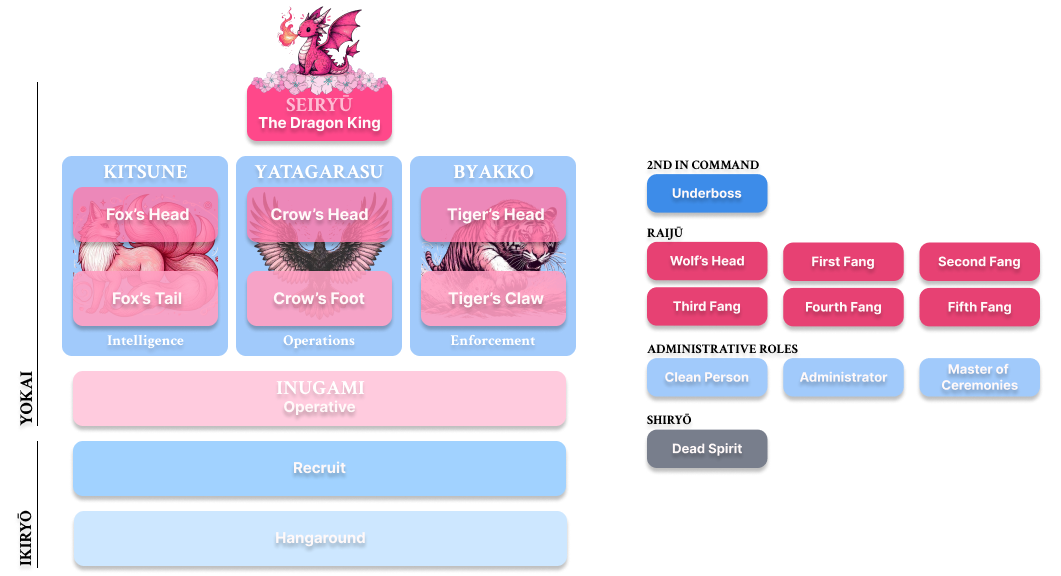 SEIRYŪ
The Dragon King
KITSUNE
Fox's Head
Fox's Tail
Intelligence
YATAGARASU
Crow's Head
Crow's Foot
Operations
BYAKKO
Tiger's Head
Tiger's Claw
Enforcement
INUGAMI
Operative
Recruit
Hangaround
YOKAI
IKIRYŌ
2ND IN COMMAND
Underboss
RAIJŪ
Wolf's Head
First Fang
Second Fang
Third Fang
Fourth Fang
Fifth Fang
ADMINISTRATIVE ROLES
Clean Person
Administrator
Master of
Ceremonies
SHIRYŌ
Dead Spirit